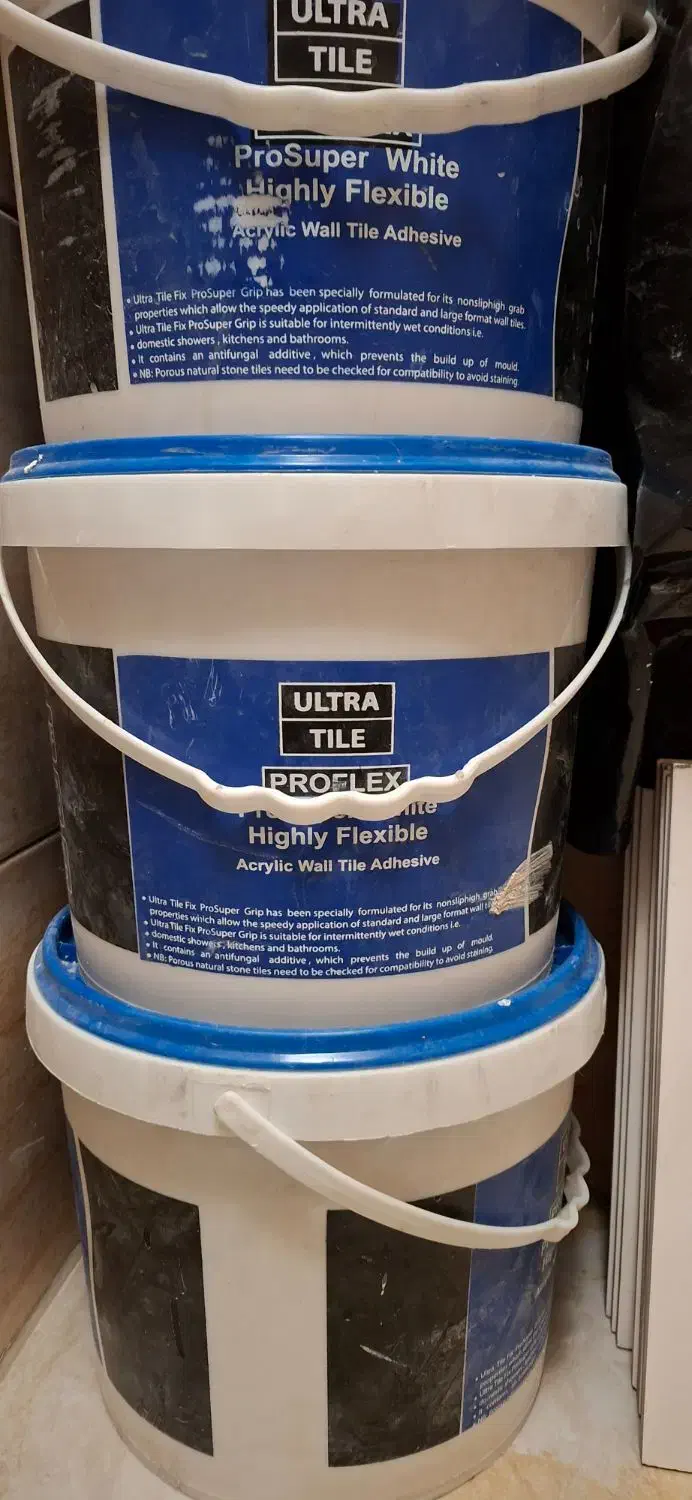 ULTRA
TILE
ProSuper White
Highly Flexible
Acrylic Wall Tile Adhesive
• Ultra Tile Fix ProSuper Grip has been specially formulated for its nonsliphigh grab
properties which allow the speedy application of standard and large format wall tiles.
• Ultra Tile Fix ProSuper Grip is suitable for intermittently wet conditions i.e.
• domestic showers, kitchens and bathrooms.
• It contains an antifungal additive, which prevents the build up of mould.
• NB: Porous natural stone tiles need to be checked for compatibility to avoid staining.
ULTRA
TILE
PROFLEX
Highly Flexible
Acrylic Wall Tile Adhesive
• Ultra Tile Fix ProSuper Grip has been specially formulated for its nonsliphigh grab
properties which allow the speedy application of standard and large format wall
• Ultra Tile Fix ProSuper Grip is suitable for intermittently wet conditions i.e.
• domestic showers, kitchens and bathrooms.
• It contains an antifungal additive, which prevents the build up of mould.
• NB: Porous natural stone tiles need to be checked for compatibility to avoid staining.
• Ultra Tile Fix